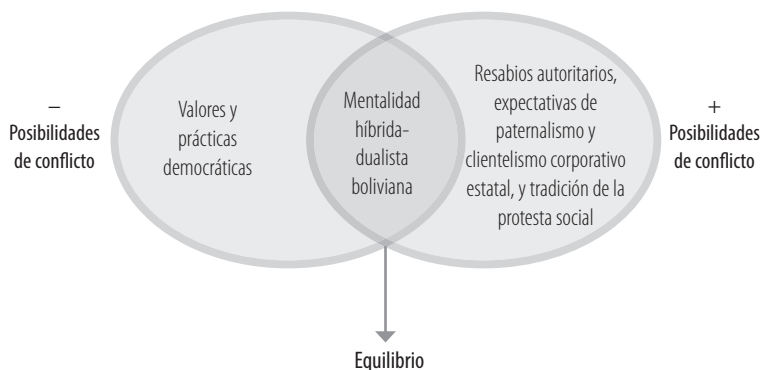 –
Posibilidades
de conflicto
Valores y
prácticas
democráticas
Mentalidad
híbrida-
dualista
boliviana
Resabios autoritarios,
expectativas de
paternalismo y
clientelismo corporativo
estatal, y tradición de la
protesta social
+
Posibilidades
de conflicto
Equilibrio